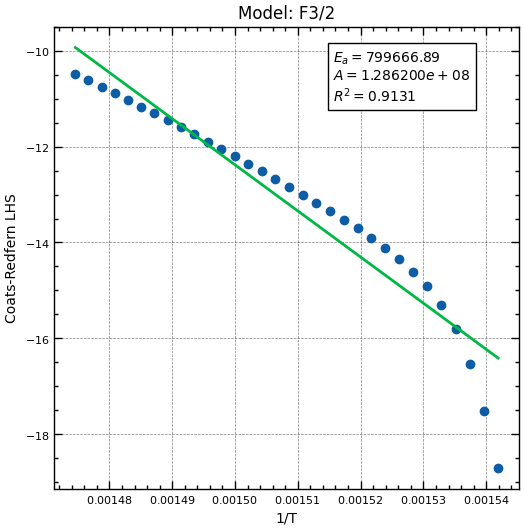 Model: F3/2
E_a = 799666.89
A = 1.286200e + 08
R² = 0.9131
Coats-Redfern LHS
−10
−12
−14
−16
−18
0.00148 0.00149 0.00150 0.00151 0.00152 0.00153 0.00154
1/T